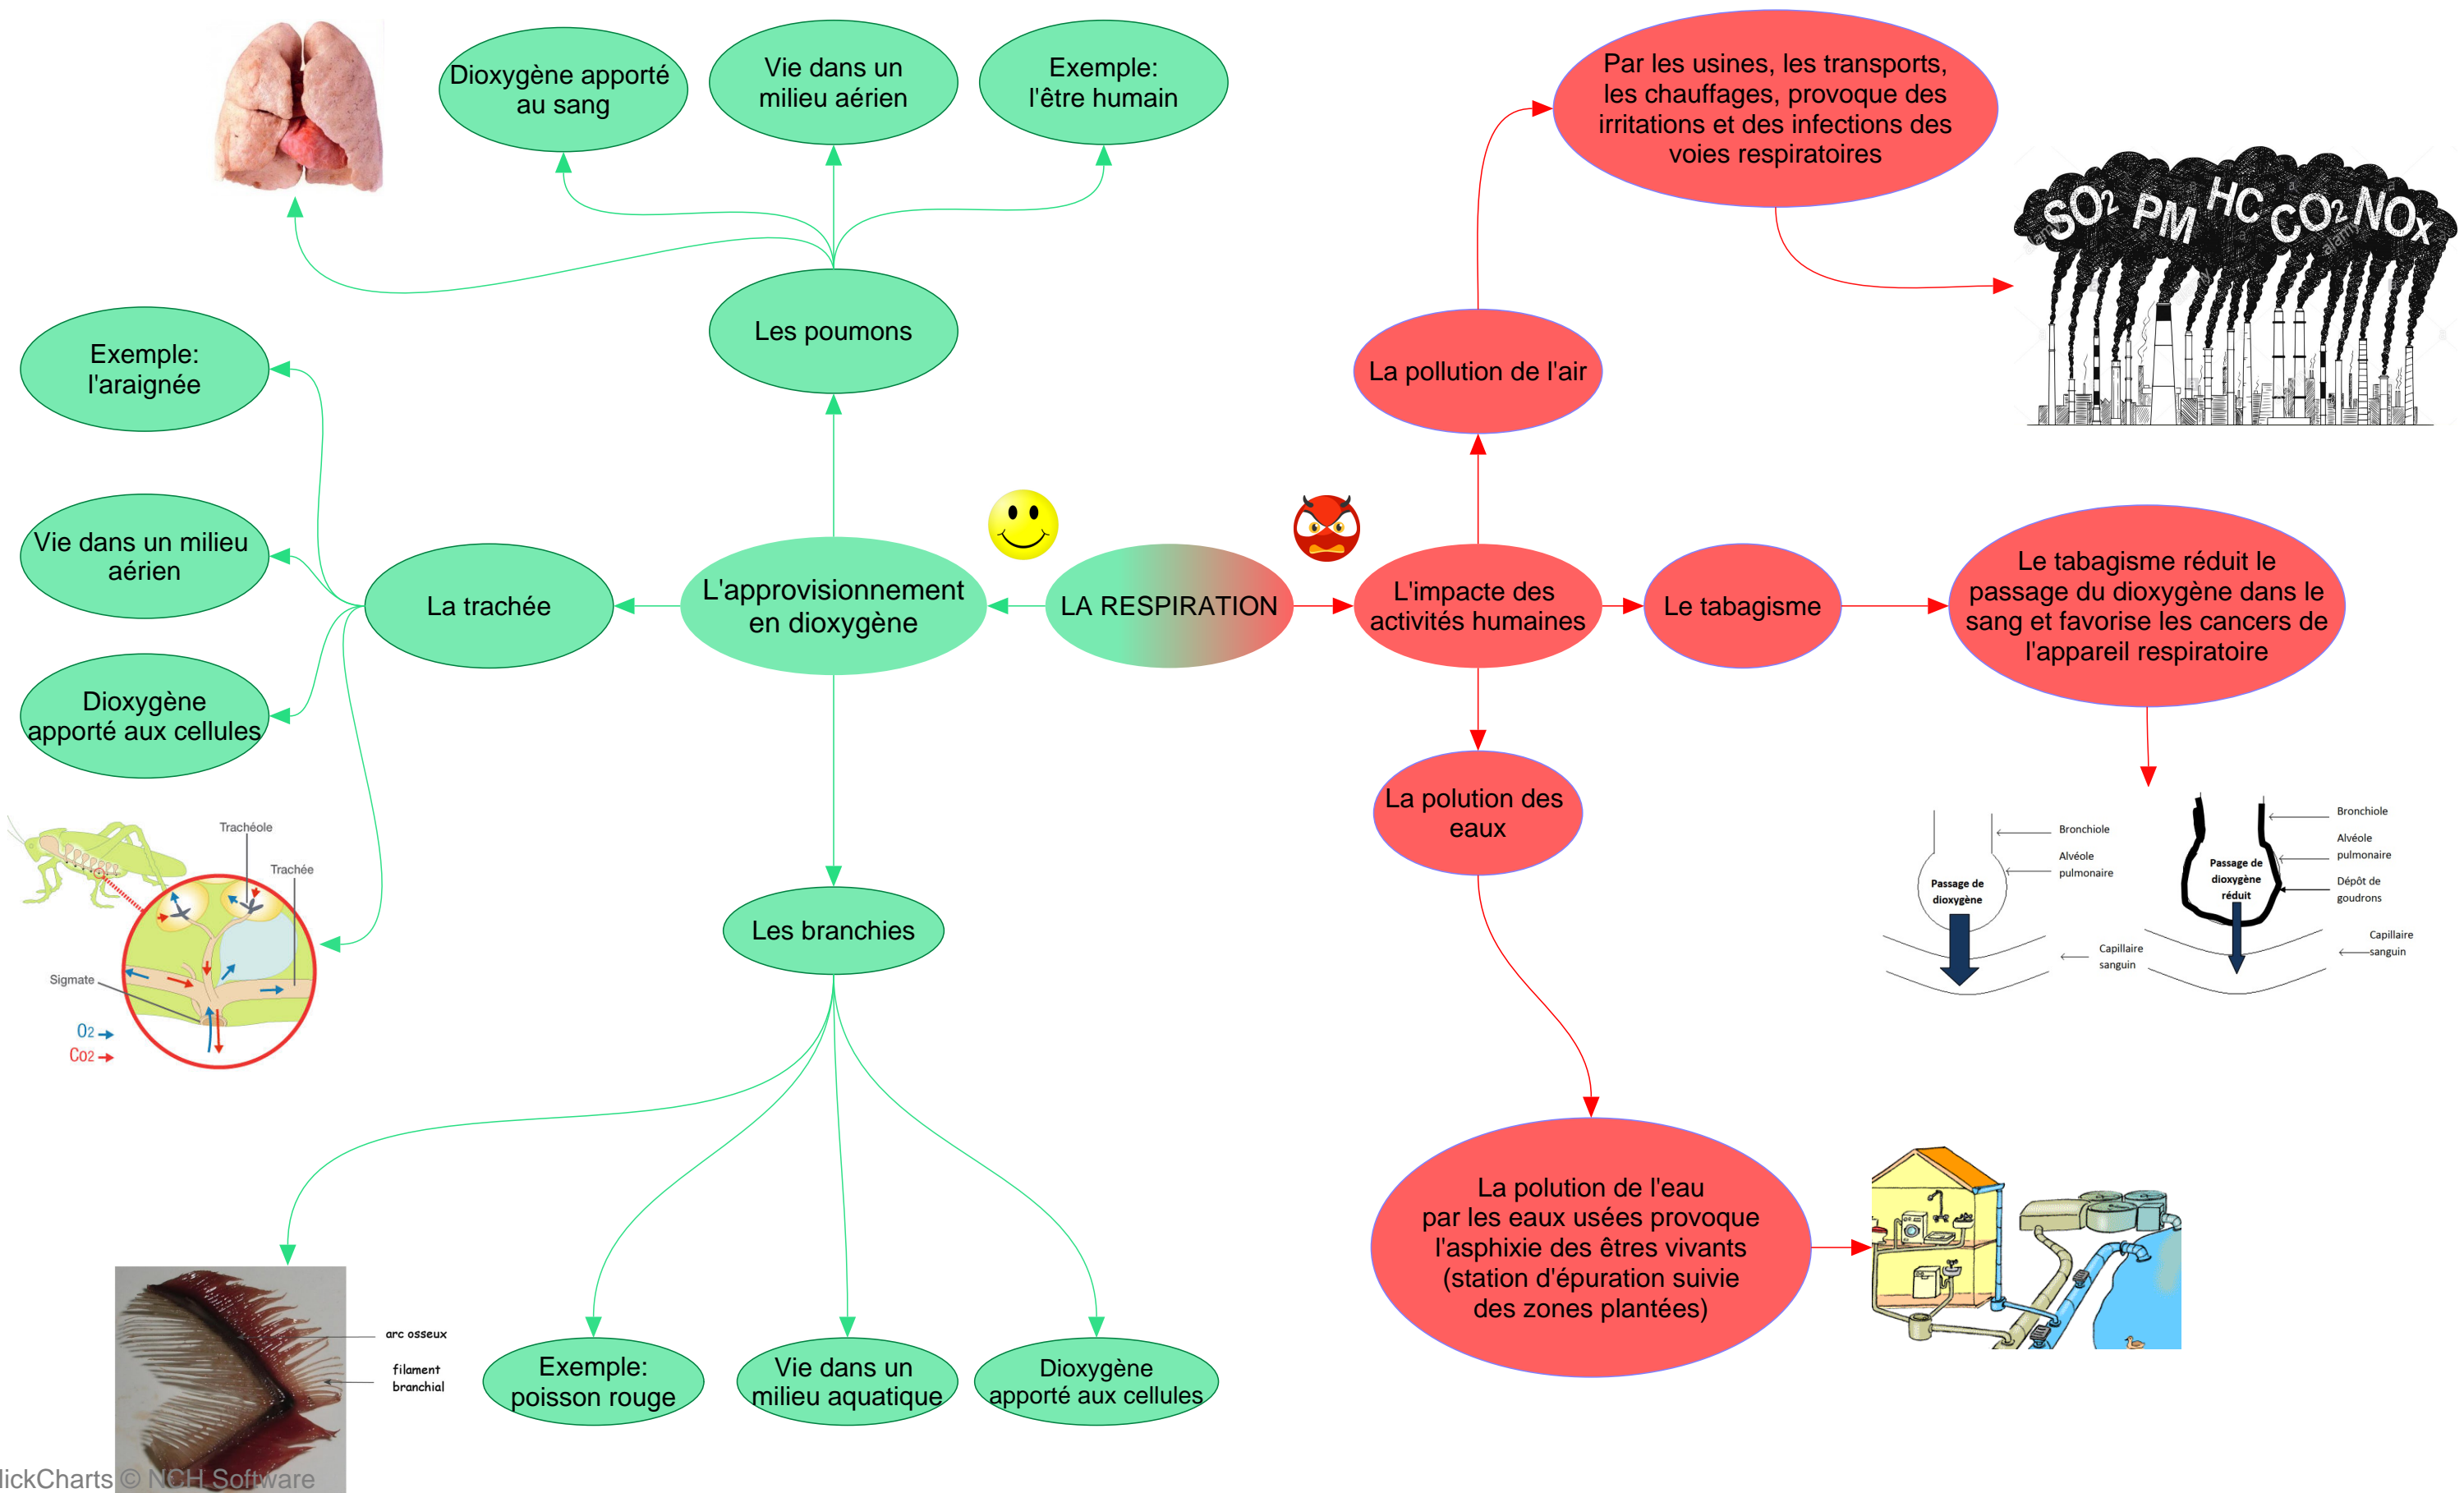 Dioxygène apporté
au sang
Vie dans un
milieu aérien
Exemple:
l'être humain
Les poumons
Exemple:
l'araignée
Vie dans un milieu
aérien
Dioxygène
apporté aux cellules
La trachée
L'approvisionnement
en dioxygène
LA RESPIRATION
L'impacte des
activités humaines
Par les usines, les transports,
les chauffages, provoque des
irritations et des infections des
voies respiratoires
SO2 PM HC CO2 NOx
alamy
La pollution de l'air
Le tabagisme
Le tabagisme réduit le
passage du dioxygène dans le
sang et favorise les cancers de
l'appareil respiratoire
La polution des
eaux
Bronchiole
Alvéole
pulmonaire
Passage de
dioxygène
Capillaire
sanguin
Bronchiole
Alvéole
pulmonaire
Passage de
dioxygène
réduit
Dépôt de
goudrons
Capillaire
sanguin
Trachéole
Trachée
Sigmate
O2
Co2
Les branchies
La polution de l'eau
par les eaux usées provoque
l'asphixie des êtres vivants
(station d'épuration suivie
des zones plantées)
arc osseux
filament
branchial
Exemple:
poisson rouge
Vie dans un
milieu aquatique
Dioxygène
apporté aux cellules
lickCharts © NCH Software